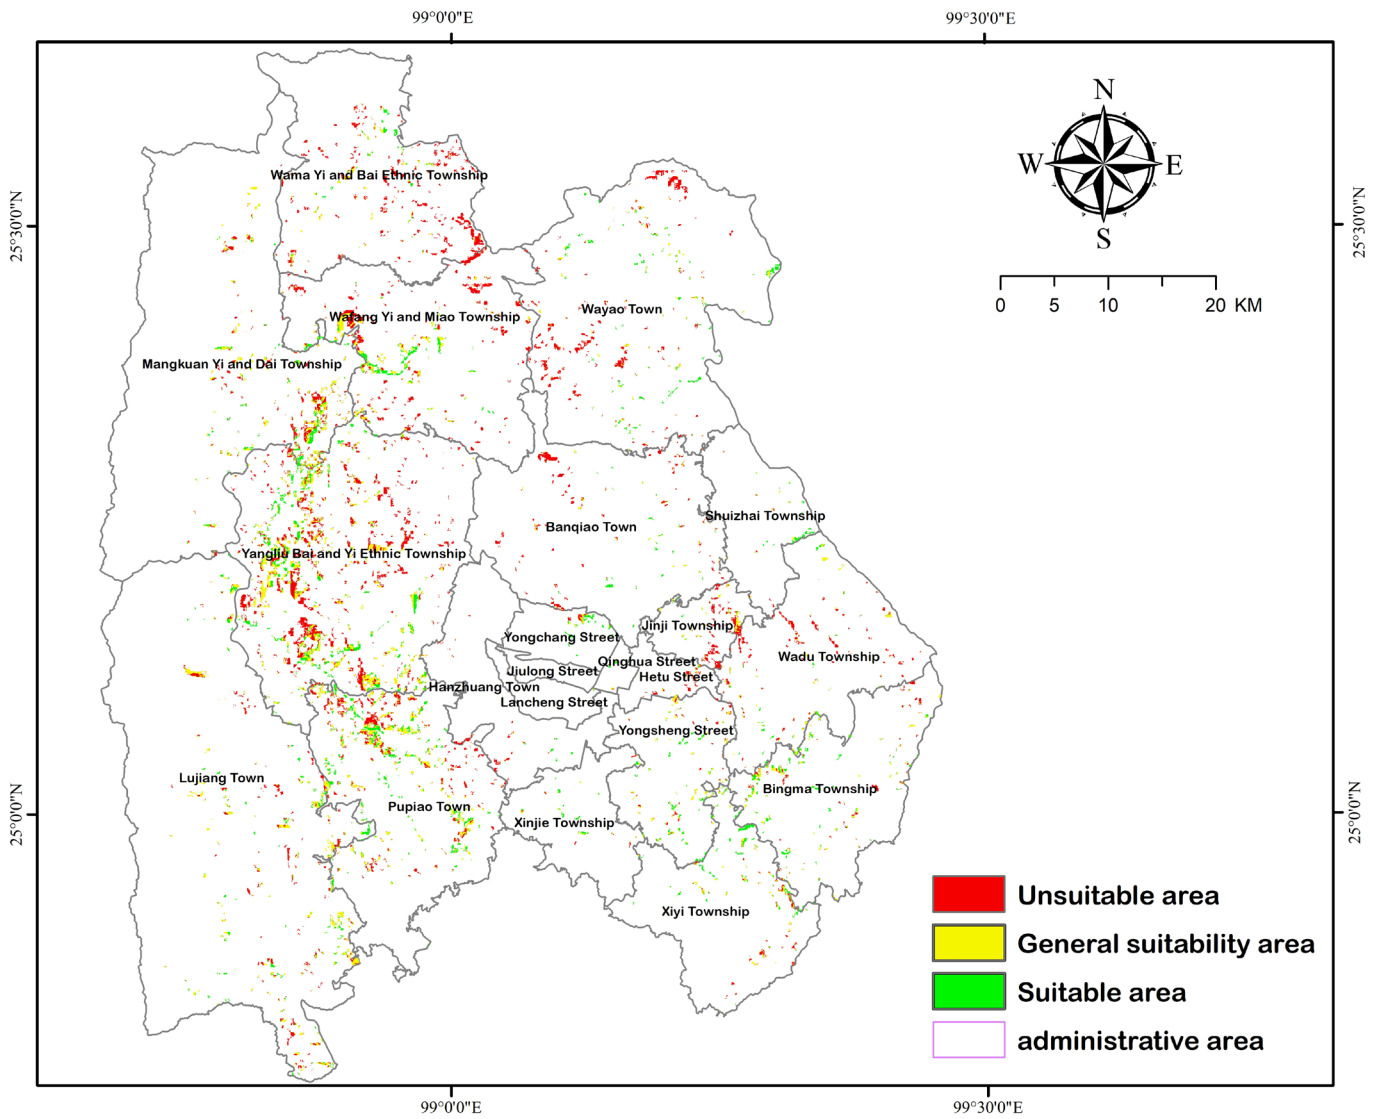 99°0'0"E
99°30'0"E
N
W
E
S
25°30'0"N
25°30'0"N
0 5 10 20 KM
Wama Yi and Bai Ethnic Township
Wafang Yi and Miao Township
Wayao Town
Mangkuan Yi and Dai Township
Shuizhai Township
Banqiao Town
Yangliu Bai and Yi Ethnic Township
Jinji Township
Yongchang Street
Wadu Township
Qinghua Street
Jiulong Street
Hetu Street
Hanzhuang Town
Lancheng Street
Yongsheng Street
Lujiang Town
Bingma Township
Pupiao Town
Xinjie Township
25°0'0"N
25°0'0"N
Xiyi Township
Unsuitable area
General suitability area
Suitable area
administrative area
99°0'0"E
99°30'0"E